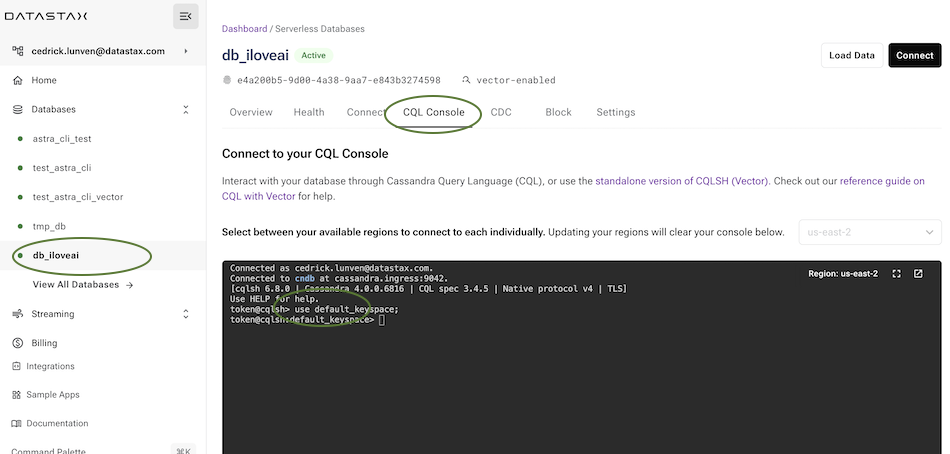 DATASTAX
cedrick.lunven@datastax.com
Home
Databases
astra_cli_test
test_astra_cli
test_astra_cli_vector
tmp_db
db_iloveai
View All Databases →
Streaming
Billing
Integrations
Sample Apps
Documentation
Command Palette ⌘K
Dashboard / Serverless Databases
db_iloveai Active
Load Data Connect
e4a200b5-9d00-4a38-9aa7-e843b3274598 vector-enabled
Overview Health Connect CQL Console CDC Block Settings
Connect to your CQL Console
Interact with your database through Cassandra Query Language (CQL), or use the standalone version of CQLSH (Vector). Check out our reference guide on
CQL with Vector for help.
Select between your available regions to connect to each individually. Updating your regions will clear your console below.
us-east-2
Region: us-east-2
Connected as cedrick.lunven@datastax.com.
Connected to cndb at cassandra.ingress:9042.
[cqlsh 6.8.0 | Cassandra 4.0.0.6816 | CQL spec 3.4.5 | Native protocol v4 | TLS]
Use HELP for help.
token@cqlsh> use default_keyspace;
token@cqlsh:default_keyspace>